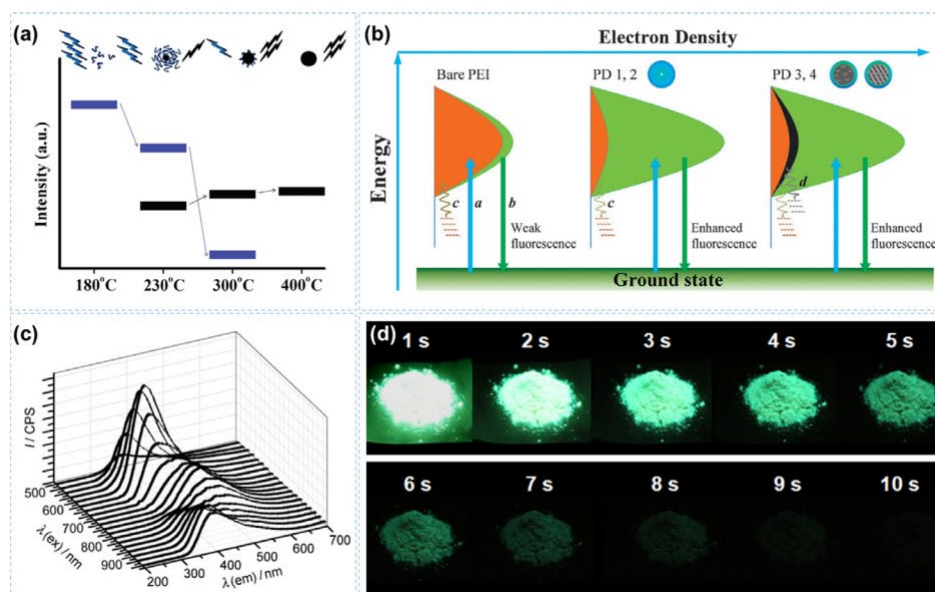 (a)
Intensity (a.u.)
180°C 230°C 300°C 400°C
(b)
Electron Density
Energy
Bare PEI PD 1, 2 PD 3, 4
c a b c d
Weak fluorescence
Enhanced fluorescence
Enhanced fluorescence
Ground state
(c)
I / CPS
500 600 700 800 900
λ(ex) / nm
200 300 400 500 600 700
λ(em) / nm
(d)
1 s 2 s 3 s 4 s 5 s
6 s 7 s 8 s 9 s 10 s